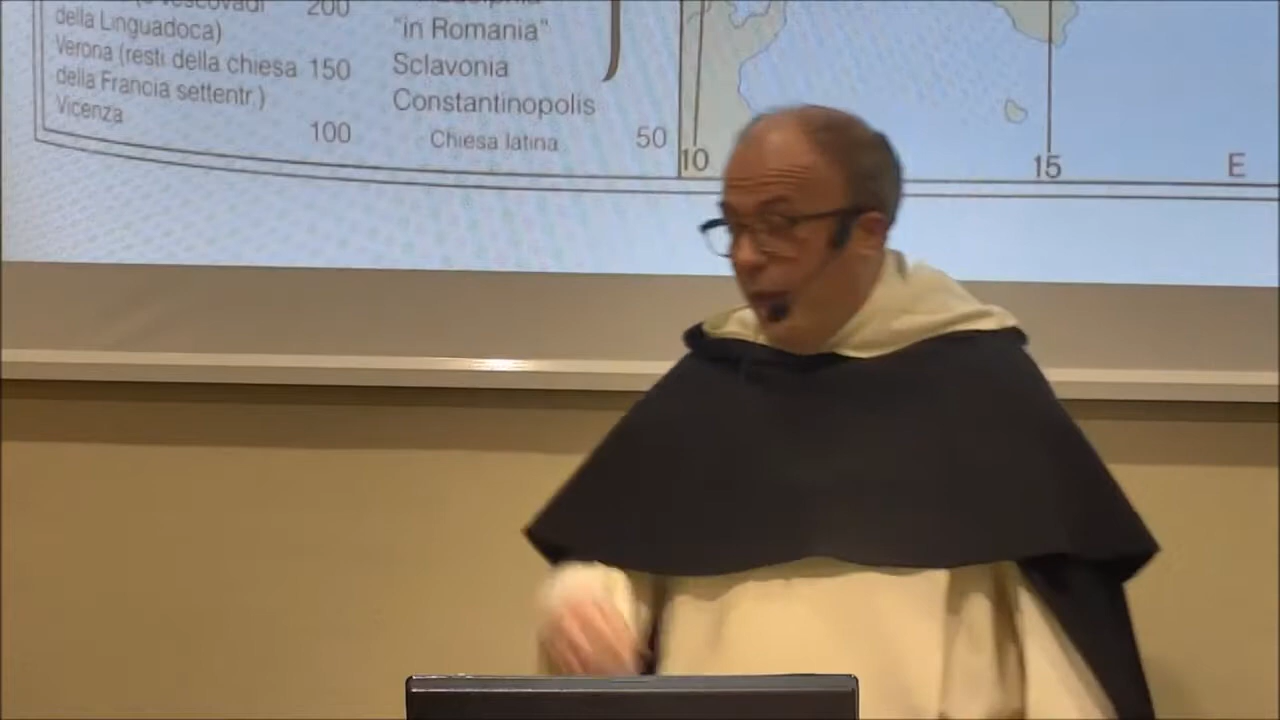 200
della Linguadoca)
"in Romania"
Verona (resti della chiesa 150
Sclavonia
della Francia settentr.)
Constantinopolis
Vicenza
100
Chiesa latina 50
10
15
E